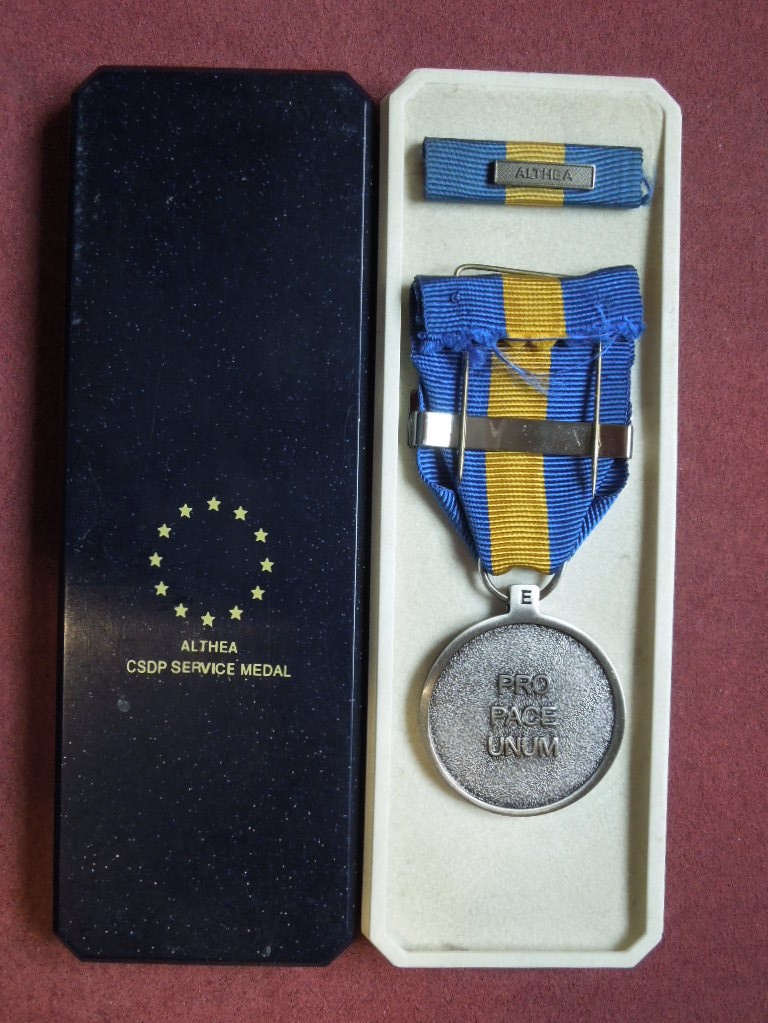 ALTHEA
CSDP SERVICE MEDAL
ALTHEA
E
PRO
PACE
UNUM